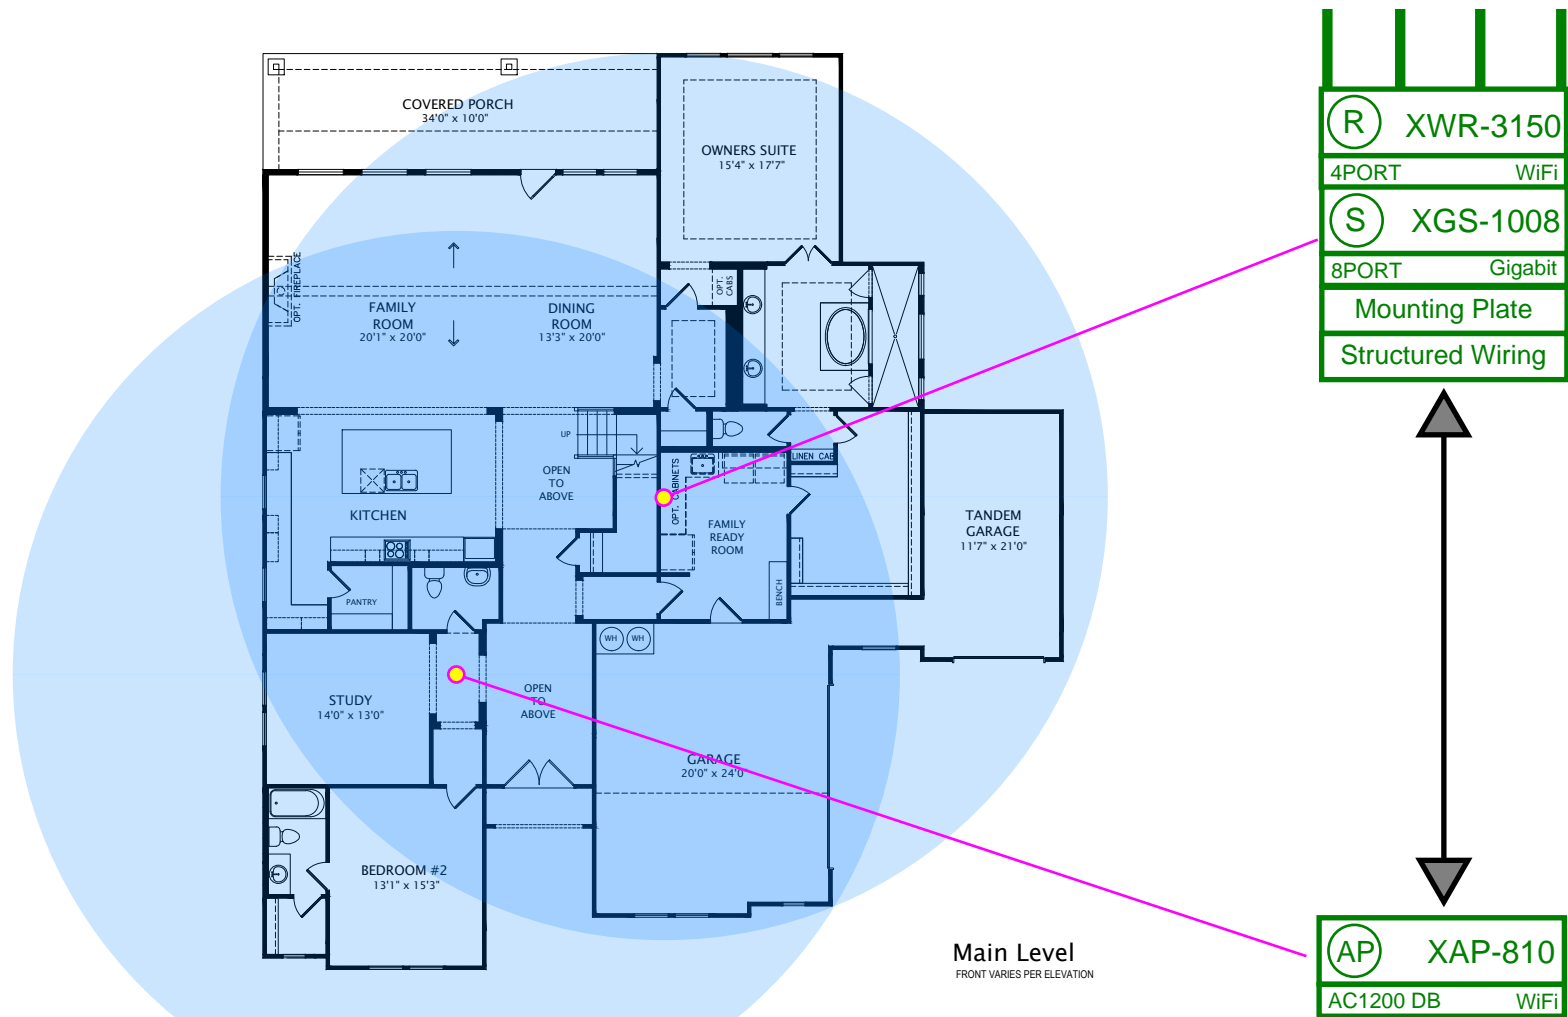 COVERED PORCH
34'0" x 10'0"
OWNERS SUITE
15'4" x 17'7"
OPT. FIREPLACE
FAMILY
ROOM
20'1" x 20'0"
DINING
ROOM
13'3" x 20'0"
OPT.
CABS
UP
OPEN
TO
ABOVE
KITCHEN
OPT. CABINETS
LINEN CAB
FAMILY
READY
ROOM
TANDEM
GARAGE
11'7" x 21'0"
PANTRY
BENCH
WH
WH
STUDY
14'0" x 13'0"
OPEN
TO
ABOVE
GARAGE
20'0" x 24'0"
BEDROOM #2
13'1" x 15'3"
Main Level
FRONT VARIES PER ELEVATION
R XWR-3150
4PORT WiFi
S XGS-1008
8PORT Gigabit
Mounting Plate
Structured Wiring
AP XAP-810
AC1200 DB WiFi